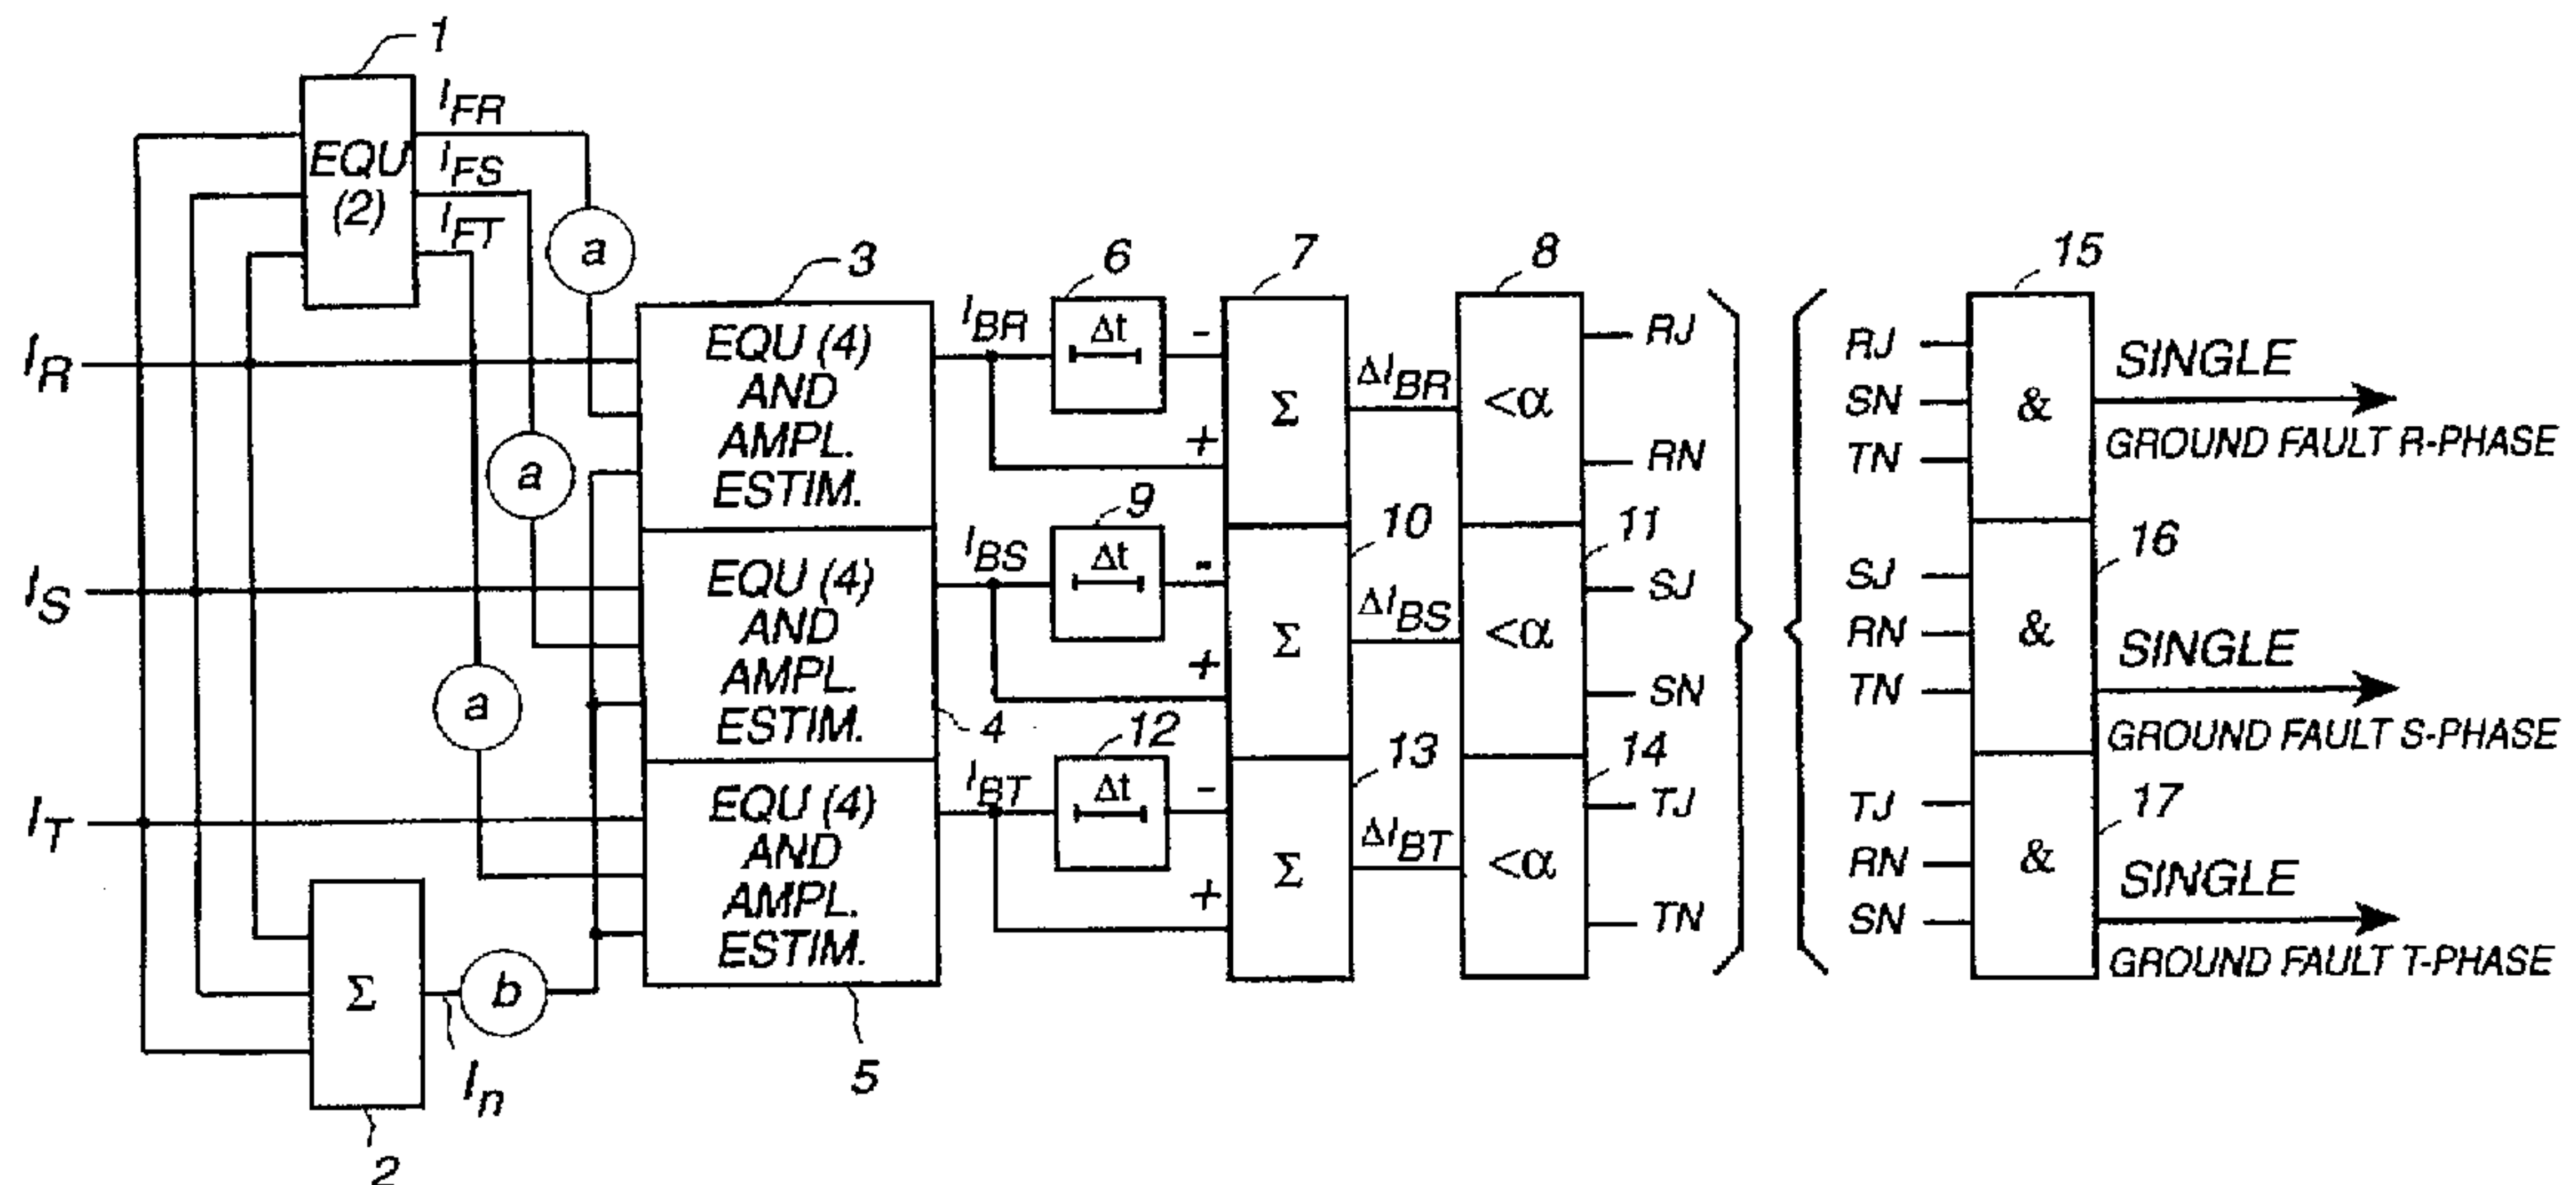 1
EQU
(2)
I_FR
I_FS
I_FT
a
a
a
I_R
I_S
I_T
Σ
I_n
b
2
3
EQU (4)
AND
AMPL.
ESTIM.
EQU (4)
AND
AMPL.
ESTIM.
4
EQU (4)
AND
AMPL.
ESTIM.
5
I_BR
6
Δt
-
+
I_BS
9
Δt
-
+
I_BT
12
Δt
-
+
7
Σ
ΔI_BR
10
Σ
ΔI_BS
13
Σ
ΔI_BT
8
<α
RJ
RN
11
<α
SJ
SN
14
<α
TJ
TN
15
RJ
SN
TN
&
SINGLE
GROUND FAULT R-PHASE
16
SJ
RN
TN
&
SINGLE
GROUND FAULT S-PHASE
17
TJ
RN
SN
&
SINGLE
GROUND FAULT T-PHASE